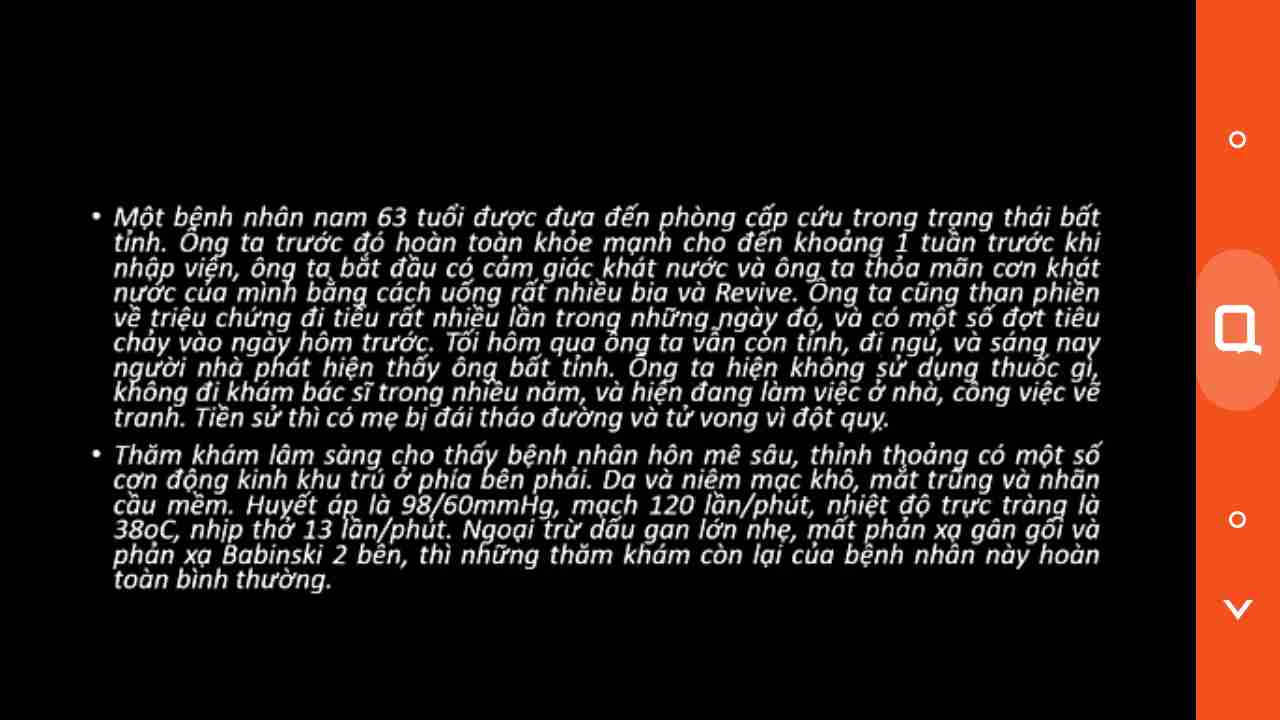 • Một bệnh nhân nam 63 tuổi được đưa đến phòng cấp cứu trong trạng thái bất
tỉnh. Ông ta trước đó hoàn toàn khỏe mạnh cho đến khoảng 1 tuần trước khi
nhập viện, ông ta bắt đầu có cảm giác khát nước và ông ta thỏa mãn cơn khát
nước của mình bằng cách uống rất nhiều bia và Revive. Ông ta cũng than phiền
về triệu chứng đi tiểu rất nhiều lần trong những ngày đó, và có một số đợt tiêu
chảy vào ngày hôm trước. Tối hôm qua ông ta vẫn còn tỉnh, đi ngủ, và sáng nay
người nhà phát hiện thấy ông bất tỉnh. Ông ta hiện không sử dụng thuốc gì,
không đi khám bác sĩ trong nhiều năm, và hiện đang làm việc ở nhà, công việc vẽ
tranh. Tiền sử thì có mẹ bị đái tháo đường và tử vong vì đột quỵ.
• Thăm khám lâm sàng cho thấy bệnh nhân hôn mê sâu, thỉnh thoảng có một số
cơn động kinh khu trú ở phía bên phải. Da và niêm mạc khô, mắt trũng và nhãn
cầu mềm. Huyết áp là 98/60mmHg, mạch 120 lần/phút, nhiệt độ trực tràng là
38oC, nhịp thở 13 lần/phút. Ngoại trừ dấu gan lớn nhẹ, mất phản xạ gân gối và
phản xạ Babinski 2 bên, thì những thăm khám còn lại của bệnh nhân này hoàn
toàn bình thường.